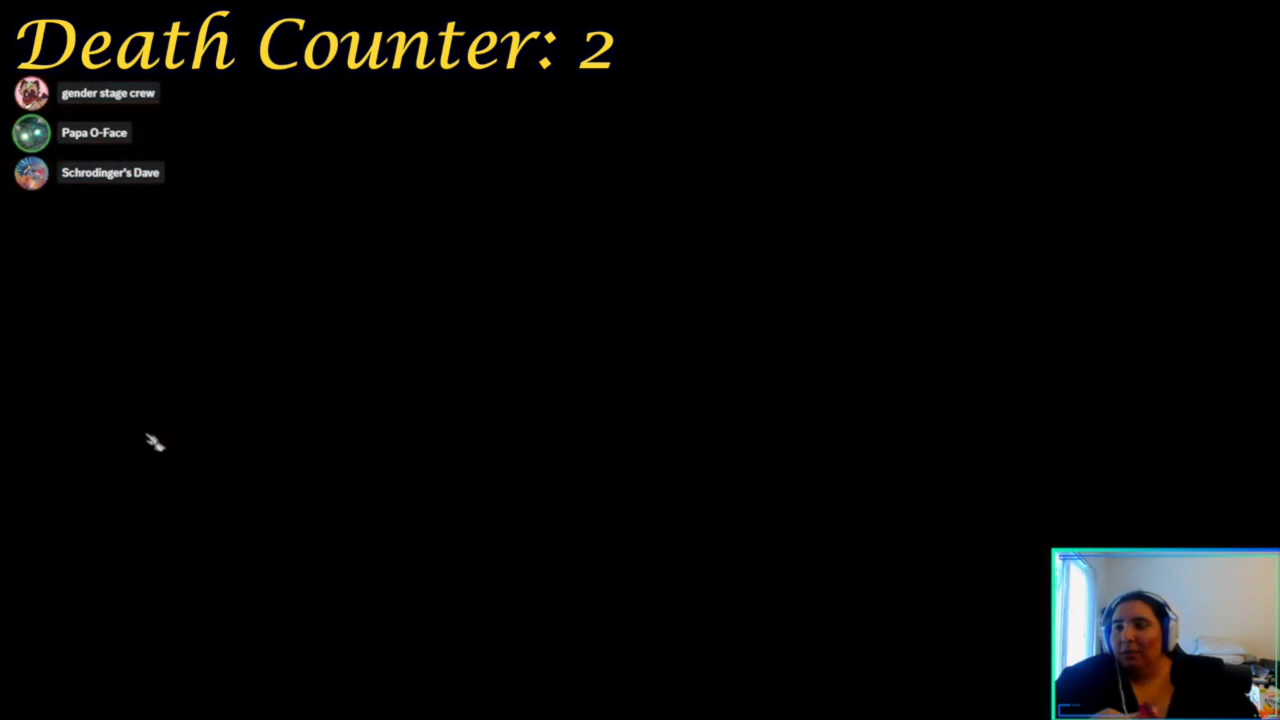 Death Counter: 2
gender stage crew
Papa O-Face
Schrodinger's Dave